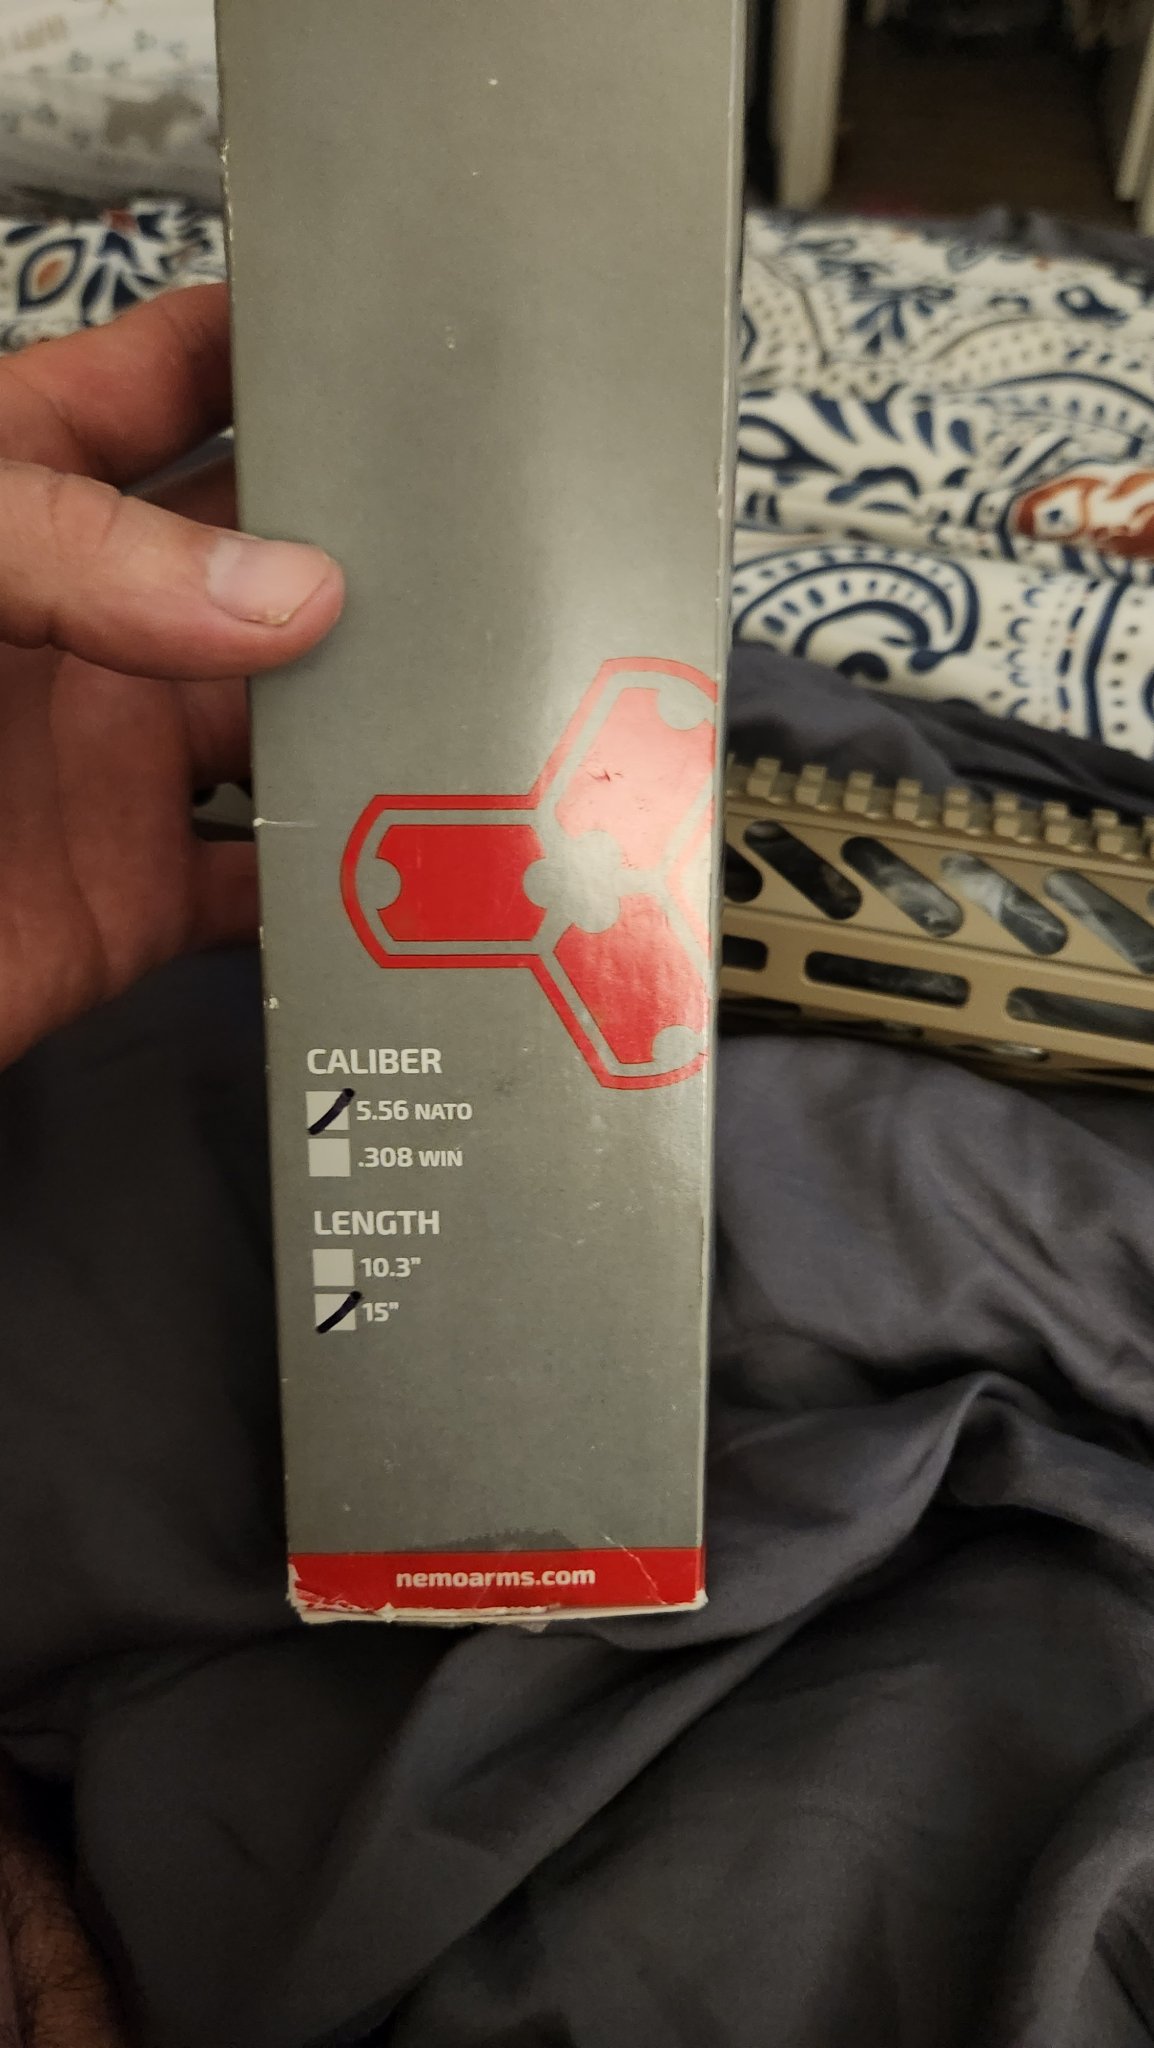 CALIBER
5.56 NATO
.308 WIN
LENGTH
10.3"
15"
nemoarms.com